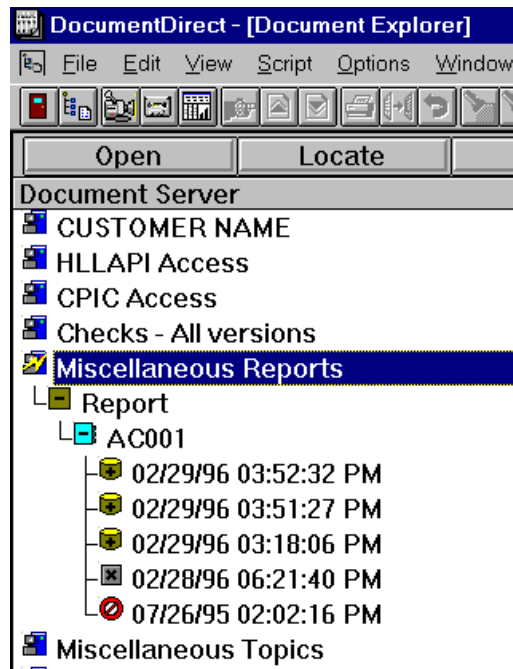 DocumentDirect - [Document Explorer]
File Edit View Script Options Window
Open Locate
Document Server
CUSTOMER NAME
HLLAPI Access
CPIC Access
Checks - All versions
Miscellaneous Reports
Report
AC001
02/29/96 03:52:32 PM
02/29/96 03:51:27 PM
02/29/96 03:18:06 PM
02/28/96 06:21:40 PM
07/26/95 02:02:16 PM
Miscellaneous Topics